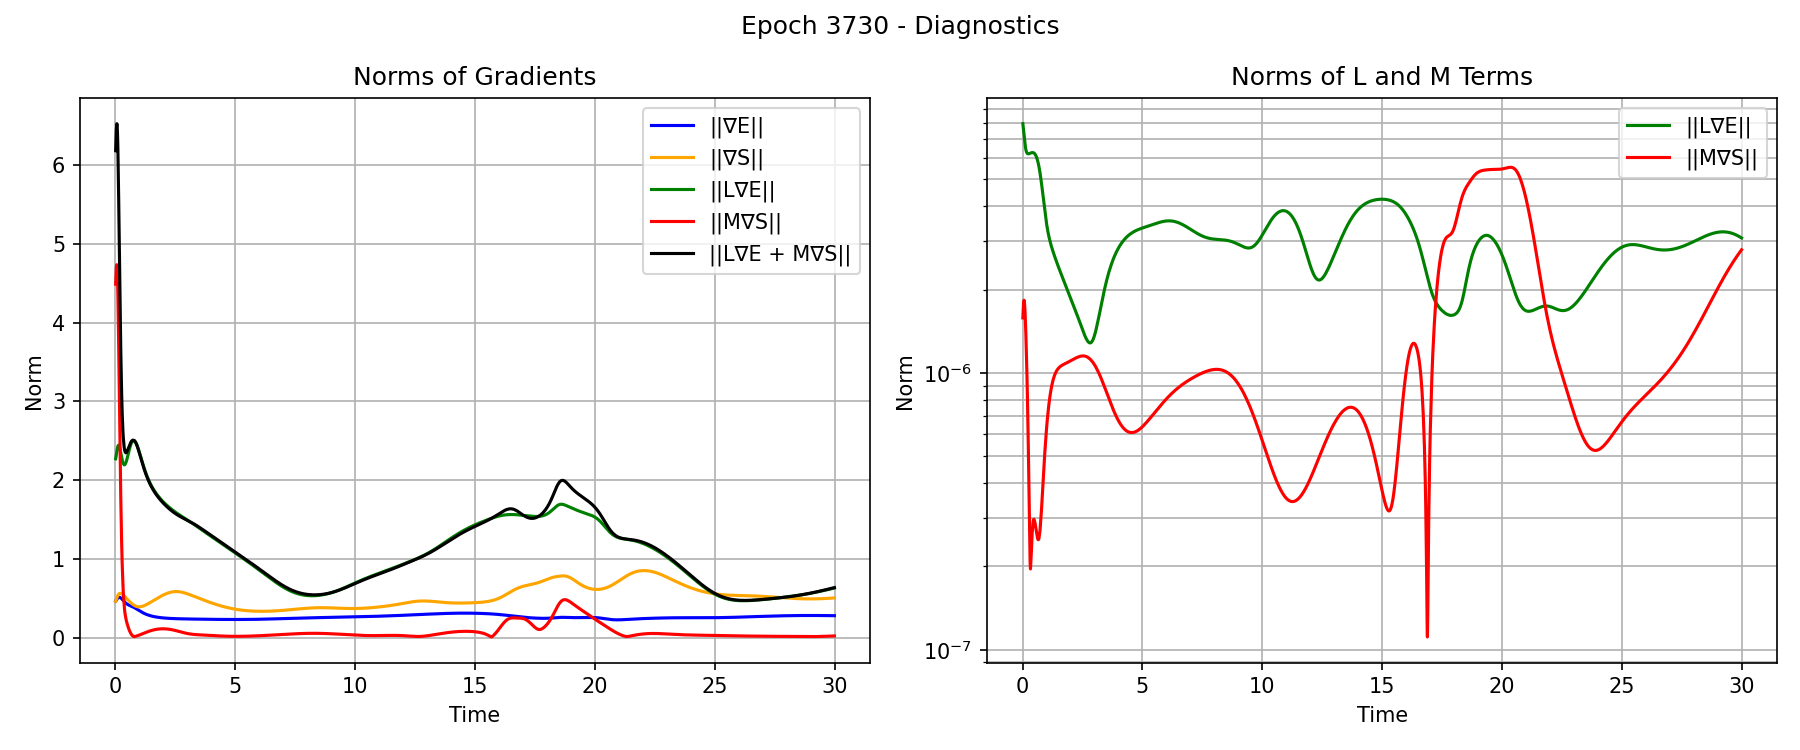 Epoch 3730 - Diagnostics
Norms of Gradients
Norm
6
5
4
3
2
1
0
||∇E||
||∇S||
||L∇E||
||M∇S||
||L∇E + M∇S||
0 5 10 15 20 25 30
Time
Norms of L and M Terms
Norm
10⁻⁶
10⁻⁷
||L∇E||
||M∇S||
0 5 10 15 20 25 30
Time